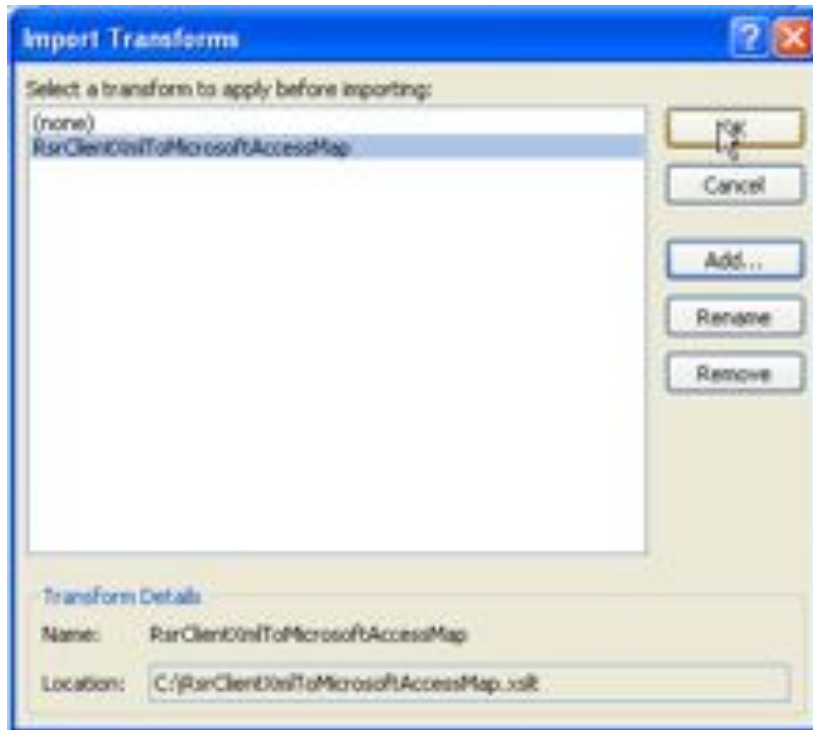 Import Transforms
Select a transform to apply before importing:
(none)
RsrClientXmlToMicrosoftAccessMap
OK
Cancel
Add...
Rename
Remove
Transform Details
Name: RsrClientXmlToMicrosoftAccessMap
Location: C:\RsrClientXmlToMicrosoftAccessMap.xslt